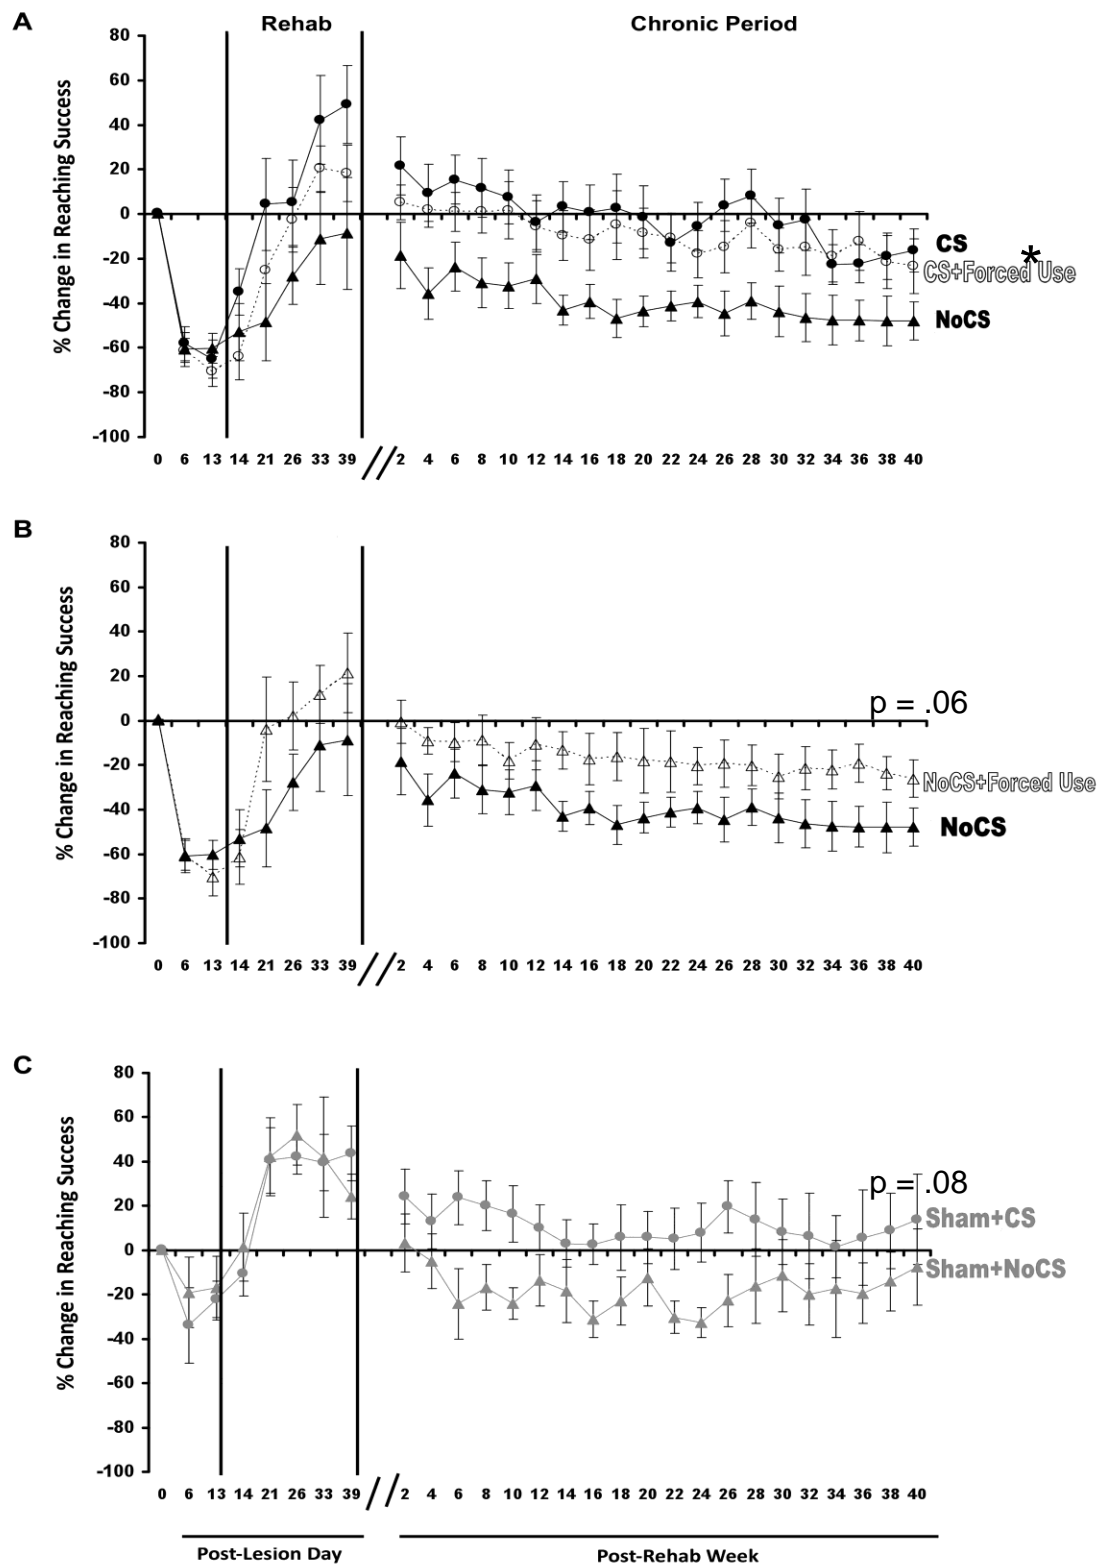 A
Rehab
Chronic Period
% Change in Reaching Success
80
60
40
20
0
-20
-40
-60
-80
-100
CS
*
CS+Forced Use
NoCS
0 6 13 14 21 26 33 39 // 2 4 6 8 10 12 14 16 18 20 22 24 26 28 30 32 34 36 38 40
B
% Change in Reaching Success
80
60
40
20
0
-20
-40
-60
-80
-100
p = .06
NoCS+Forced Use
NoCS
0 6 13 14 21 26 33 39 // 2 4 6 8 10 12 14 16 18 20 22 24 26 28 30 32 34 36 38 40
C
% Change in Reaching Success
80
60
40
20
0
-20
-40
-60
-80
-100
p = .08
Sham+CS
Sham+NoCS
0 6 13 14 21 26 33 39 // 2 4 6 8 10 12 14 16 18 20 22 24 26 28 30 32 34 36 38 40
Post-Lesion Day
Post-Rehab Week